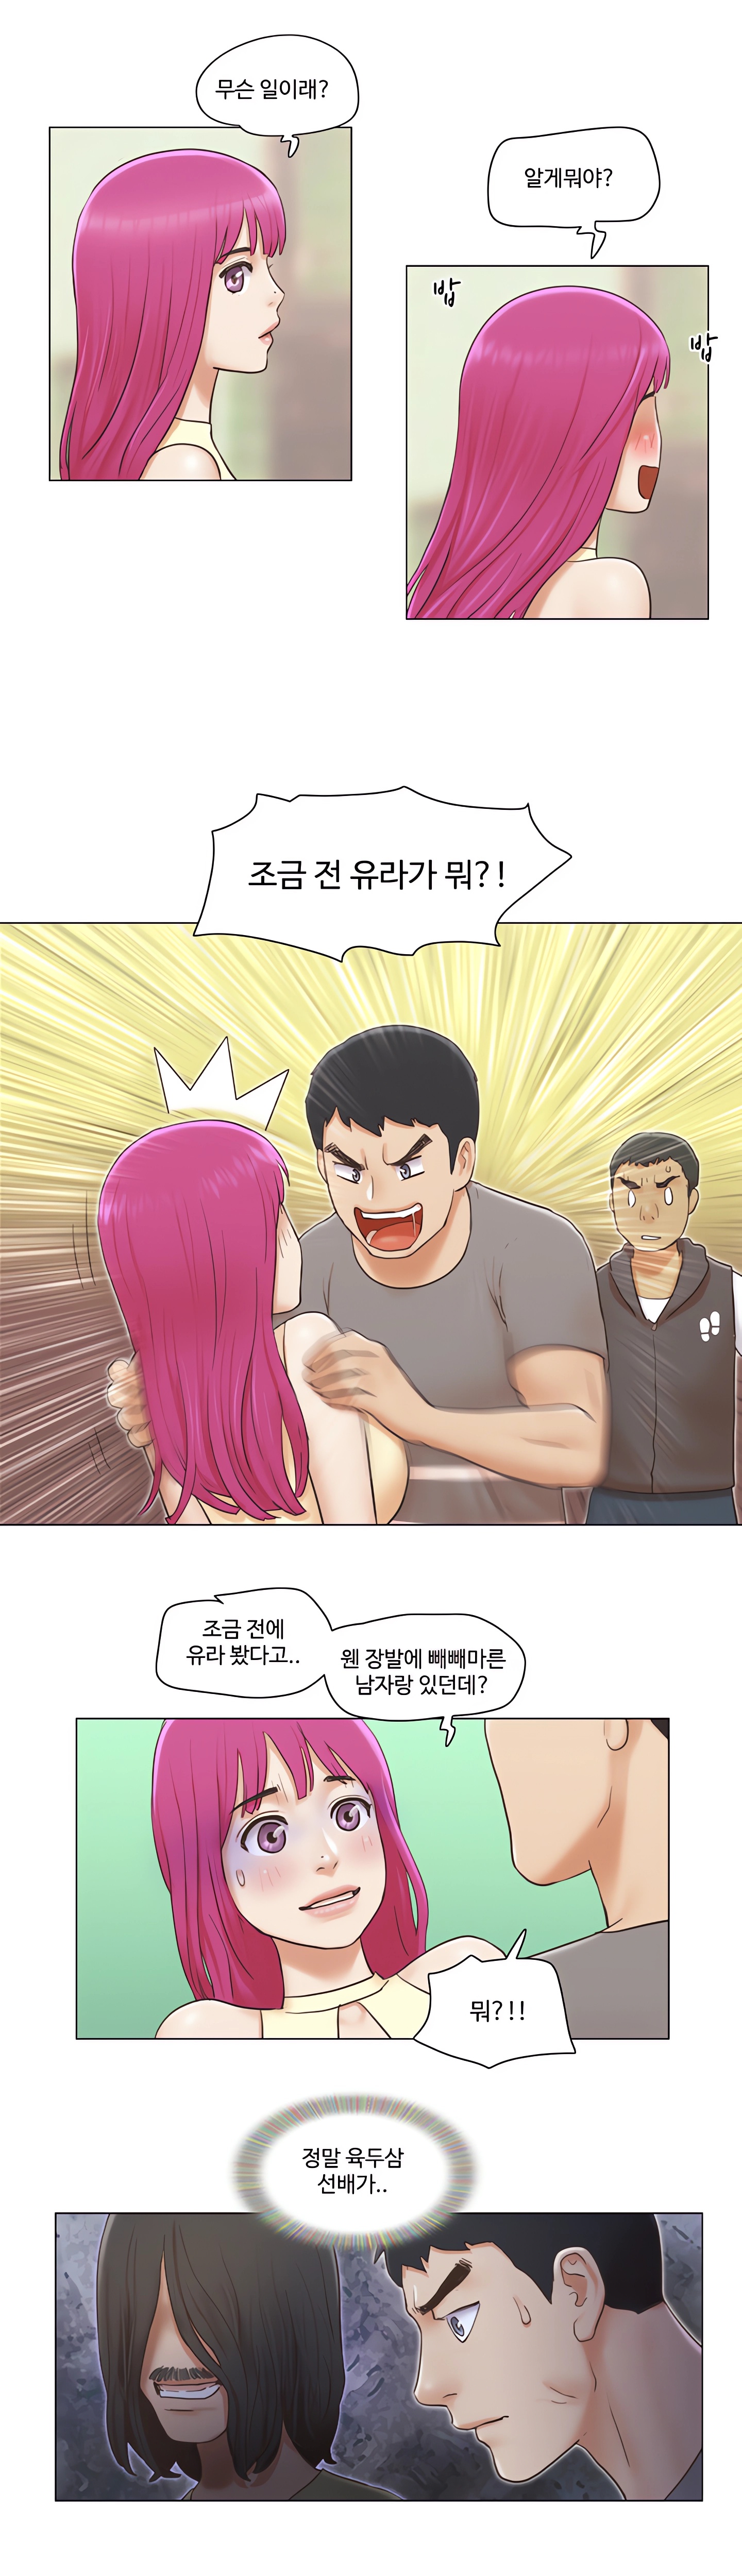 무슨 일이래?
알게뭐야?
밥
밥
조금 전 유라가 뭐?!
조금 전에
유라 봤다고..
웬 장발에 빼빼마른
남자랑 있던데?
뭐?!!
정말 육두삼
선배가..